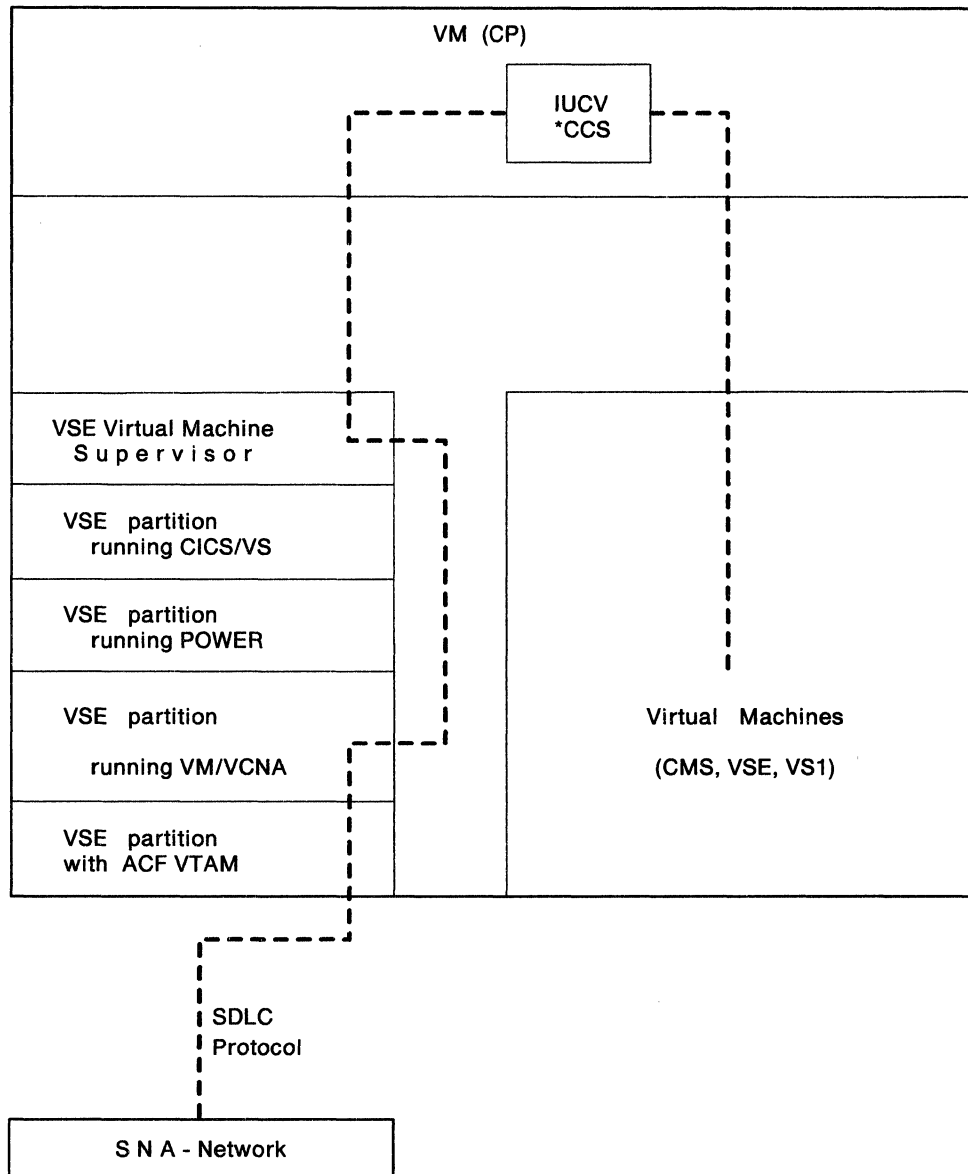 VM (CP)
IUCV
*CCS
VSE Virtual Machine
Supervisor
VSE partition
running CICS/VS
VSE partition
running POWER
VSE partition
running VM/VCNA
VSE partition
with ACF VTAM
Virtual Machines
(CMS, VSE, VS1)
SDLC
Protocol
SNA - Network